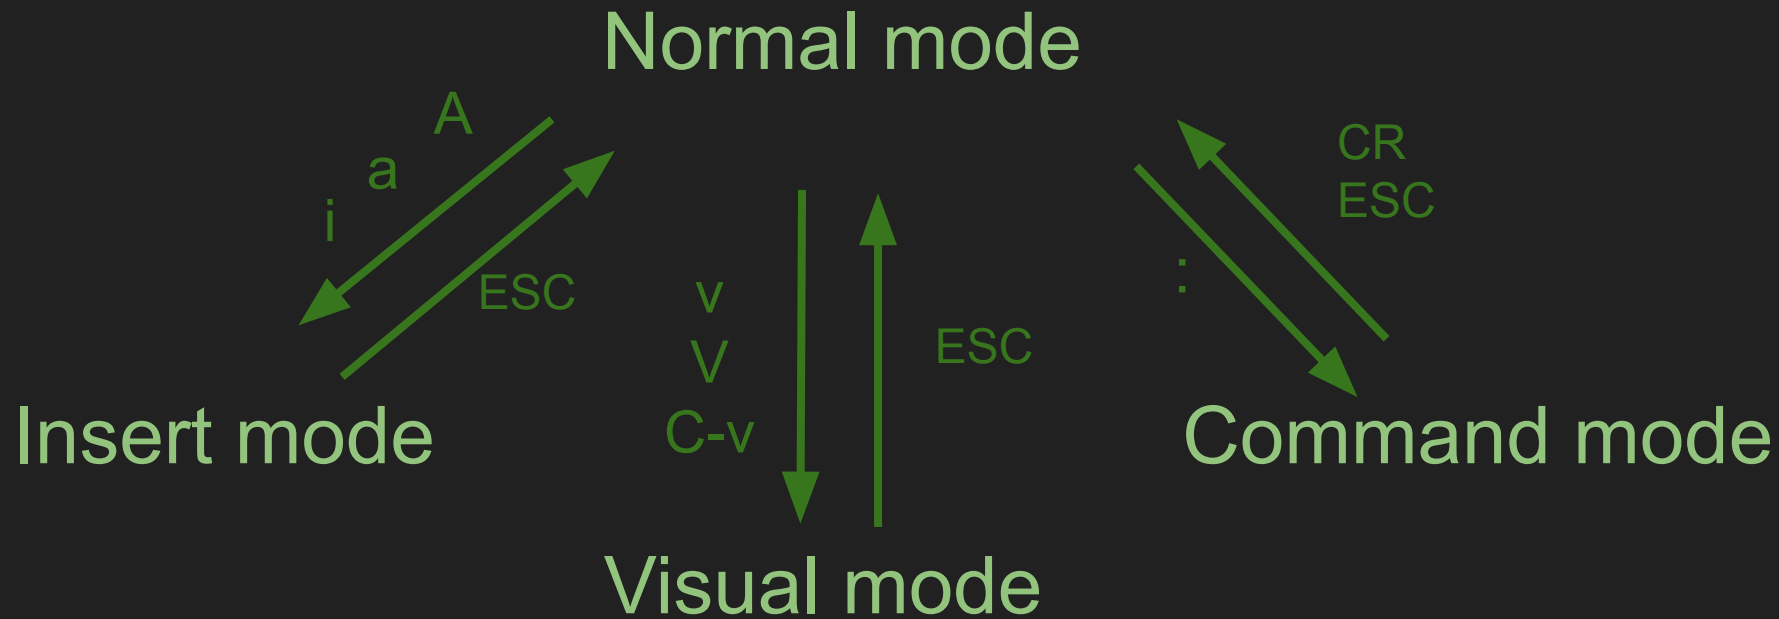 Normal mode
A
a
i
ESC
v
V
C-v
ESC
:
CR
ESC
Insert mode
Command mode
Visual mode